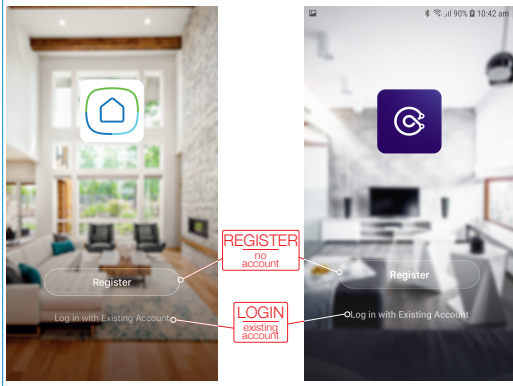 90% 10:42 am
REGISTER
no
account
Register
Register
LOGIN
existing
account
Log in with Existing Account
Log in with Existing Account